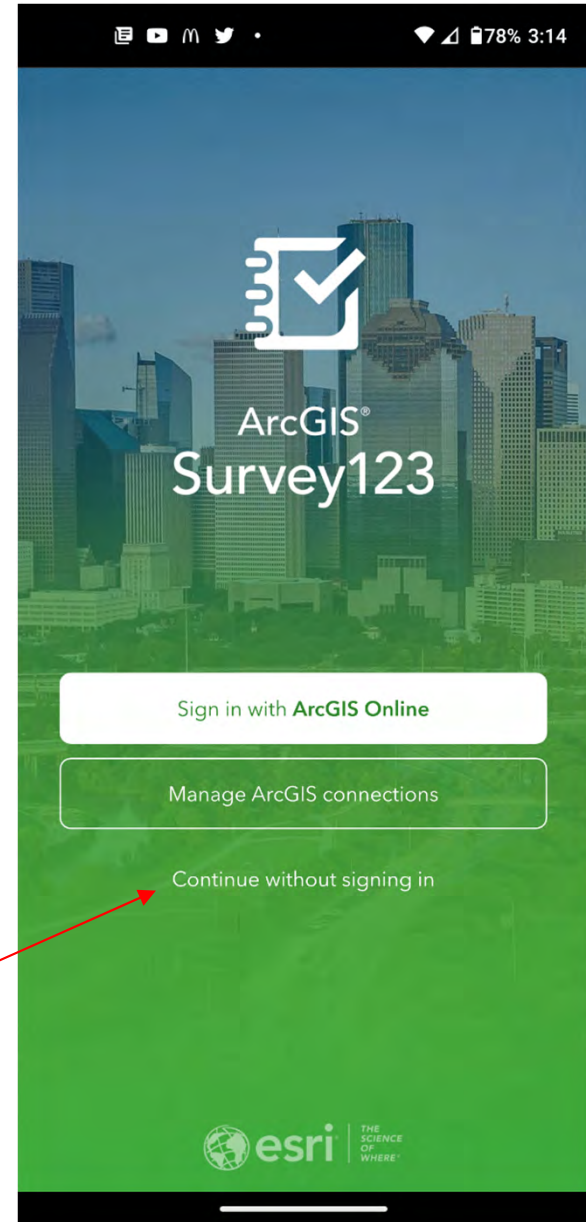 78% 3:14
ArcGIS®
Survey123
Sign in with ArcGIS Online
Manage ArcGIS connections
Continue without signing in
esri
THE
SCIENCE
OF
WHERE®